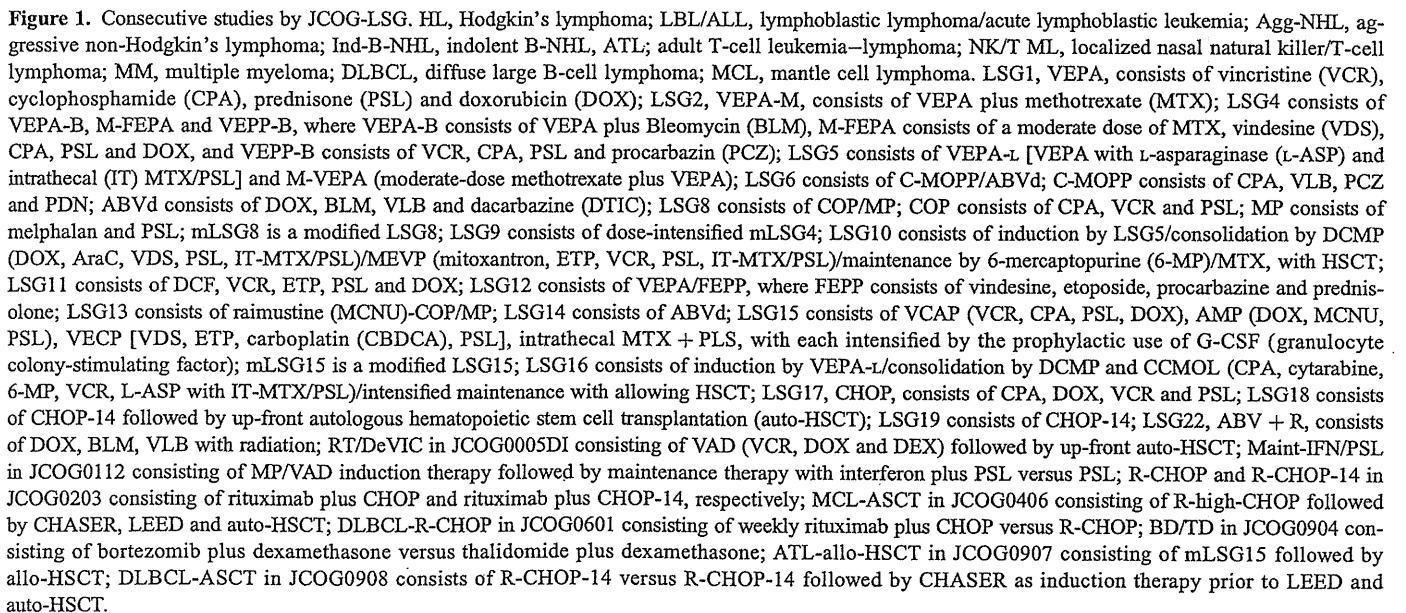 Figure 1. Consecutive studies by JCOG-LSG. HL, Hodgkin's lymphoma; LBL/ALL, lymphoblastic lymphoma/acute lymphoblastic leukemia; Agg-NHL, ag-
gressive non-Hodgkin's lymphoma; Ind-B-NHL, indolent B-NHL, ATL; adult T-cell leukemia–lymphoma; NK/T ML, localized nasal natural killer/T-cell
lymphoma; MM, multiple myeloma; DLBCL, diffuse large B-cell lymphoma; MCL, mantle cell lymphoma. LSG1, VEPA, consists of vincristine (VCR),
cyclophosphamide (CPA), prednisone (PSL) and doxorubicin (DOX); LSG2, VEPA-M, consists of VEPA plus methotrexate (MTX); LSG4 consists of
VEPA-B, M-FEPA and VEPP-B, where VEPA-B consists of VEPA plus Bleomycin (BLM), M-FEPA consists of a moderate dose of MTX, vindesine (VDS),
CPA, PSL and DOX, and VEPP-B consists of VCR, CPA, PSL and procarbazin (PCZ); LSG5 consists of VEPA-L [VEPA with L-asparaginase (L-ASP) and
intrathecal (IT) MTX/PSL] and M-VEPA (moderate-dose methotrexate plus VEPA); LSG6 consists of C-MOPP/ABVd; C-MOPP consists of CPA, VLB, PCZ
and PDN; ABVd consists of DOX, BLM, VLB and dacarbazine (DTIC); LSG8 consists of COP/MP; COP consists of CPA, VCR and PSL; MP consists of
melphalan and PSL; mLSG8 is a modified LSG8; LSG9 consists of dose-intensified mLSG4; LSG10 consists of induction by LSG5/consolidation by DCMP
(DOX, AraC, VDS, PSL, IT-MTX/PSL)/MEVP (mitoxantron, ETP, VCR, PSL, IT-MTX/PSL)/maintenance by 6-mercaptopurine (6-MP)/MTX, with HSCT;
LSG11 consists of DCF, VCR, ETP, PSL and DOX; LSG12 consists of VEPA/FEPP, where FEPP consists of vindesine, etoposide, procarbazine and prednis-
olnine; LSG13 consists of raimustine (MCNU)-COP/MP; LSG14 consists of ABVd; LSG15 consists of VCAP (VCR, CPA, PSL, DOX), AMP (DOX, MCNU,
PSL), VECP [VDS, ETP, carboplatin (CBDCA), PSL], intrathecal MTX + PLS, with each intensified by the prophylactic use of G-CSF (granulocyte
colony-stimulating factor); mLSG15 is a modified LSG15; LSG16 consists of induction by VEPA-L/consolidation by DCMP and CCMOL (CPA, cytarabine,
6-MP, VCR, L-ASP with IT-MTX/PSL)/intensified maintenance with allowing HSCT; LSG17, CHOP, consists of CPA, DOX, VCR and PSL; LSG18 consists
of CHOP-14 followed by up-front autologous hematopoietic stem cell transplantation (auto-HSCT); LSG19 consists of CHOP-14; LSG22, ABV + R, consists
of DOX, BLM, VLB with radiation; RT/DeVIC in JCOG0005DI consisting of VAD (VCR, DOX and DEX) followed by up-front auto-HSCT; Maint-IFN/PSL
in JCOG0112 consisting of MP/VAD induction therapy followed by maintenance therapy with interferon plus PSL versus PSL; R-CHOP and R-CHOP-14 in
JCOG0203 consisting of rituximab plus CHOP and rituximab plus CHOP-14, respectively; MCL-ASCT in JCOG0406 consisting of R-high-CHOP followed
by CHASER, LEED and auto-HSCT; DLBCL-R-CHOP in JCOG0601 consisting of weekly rituximab plus CHOP versus R-CHOP; BD/TD in JCOG0904 con-
sisting of bortezomib plus dexamethasone versus thalidomide plus dexamethasone; ATL-allo-HSCT in JCOG0907 consisting of mLSG15 followed by
allo-HSCT; DLBCL-ASCT in JCOG0908 consists of R-CHOP-14 versus R-CHOP-14 followed by CHASER as induction therapy prior to LEED and
auto-HSCT.